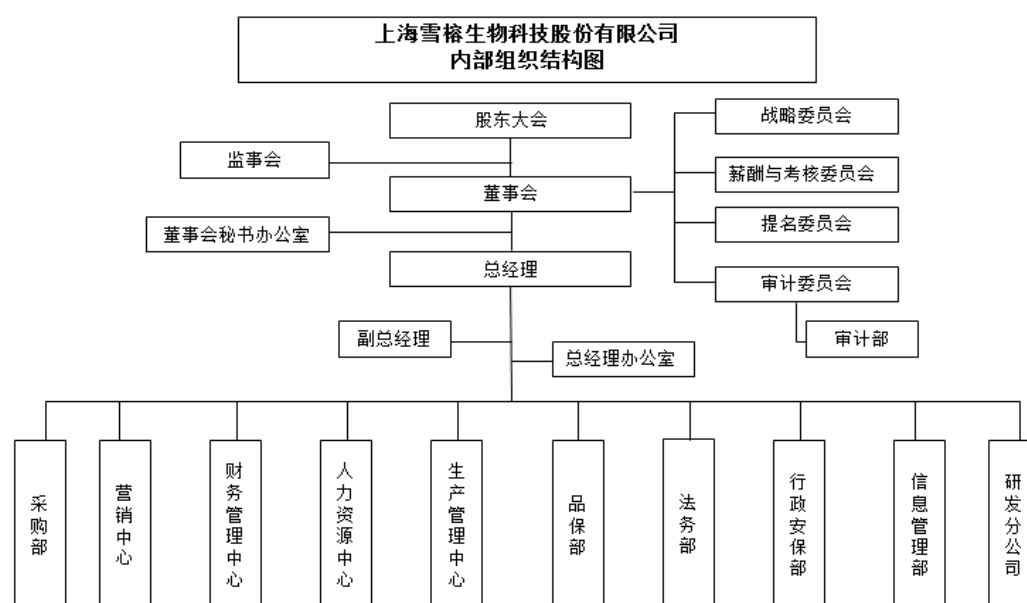 上海雪榕生物科技股份有限公司
内部组织结构图
股东大会
战略委员会
监事会
薪酬与考核委员会
董事会
提名委员会
董事会秘书办公室
总经理
审计委员会
副总经理
审计部
总经理办公室
采购部
营销中心
财务管理中心
人力资源中心
生产管理中心
品保部
法务部
行政安保部
信息管理部
研发分公司